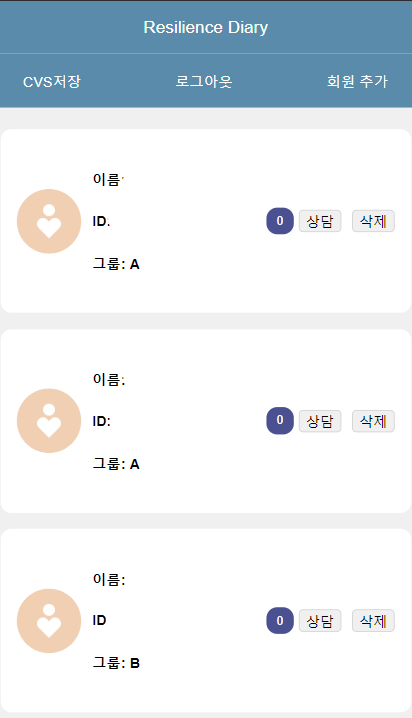 Resilience Diary
CVS저장 로그아웃 회원 추가
이름
ID.
0 상담 삭제
그룹: A
이름:
ID:
0 상담 삭제
그룹: A
이름:
ID
0 상담 삭제
그룹: B